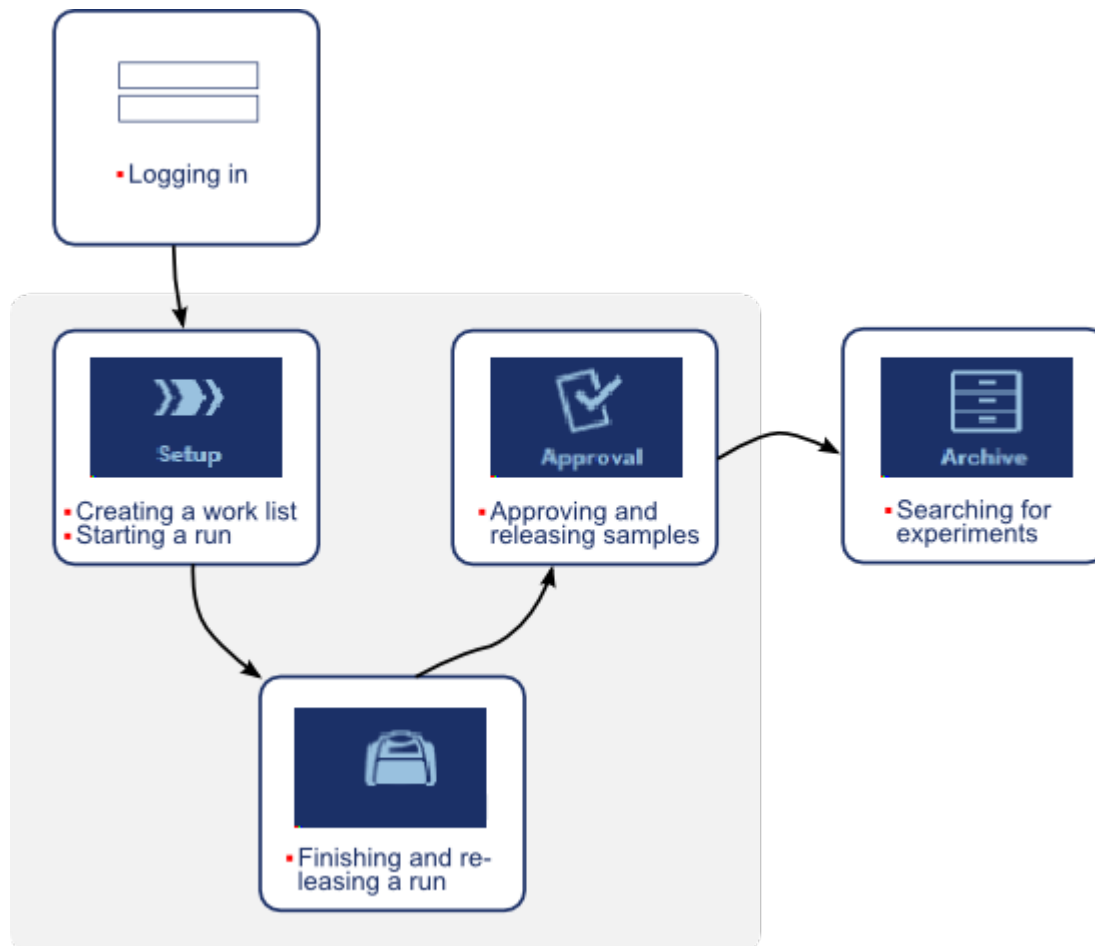 Logging in
Setup
Creating a work list
Starting a run
Approval
Approving and
releasing samples
Archive
Searching for
experiments
Finishing and re-
leasing a run